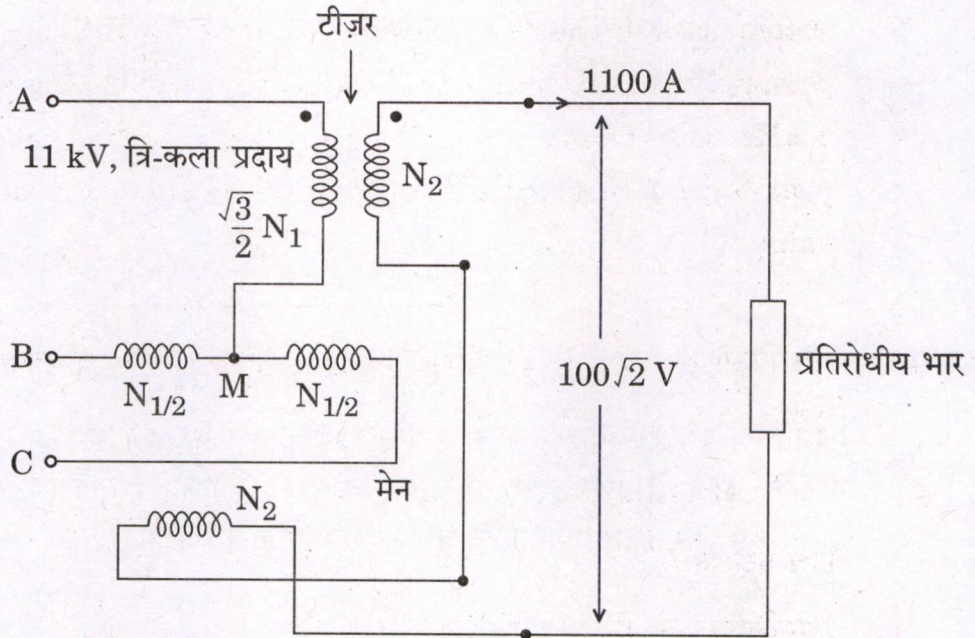 टीज़र
A
1100 A
11 kV, त्रि-कला प्रदाय
N₂
√3/2 N₁
B
M
N₁/₂
N₁/₂
100√2 V
प्रतिरोधीय भार
C
मेन
N₂